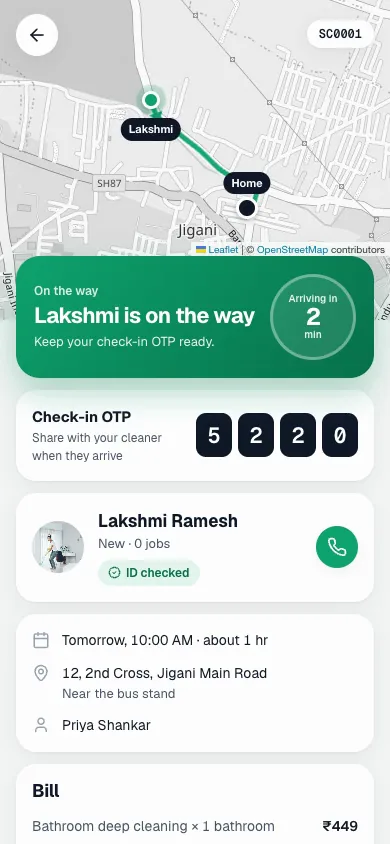 SC0001
Lakshmi
Home
SH87
Jigani
Leaflet | © OpenStreetMap contributors
On the way
Lakshmi is on the way
Keep your check-in OTP ready.
Arriving in
2
min
Check-in OTP
Share with your cleaner
when they arrive
5 2 2 0
Lakshmi Ramesh
New · 0 jobs
ID checked
Tomorrow, 10:00 AM · about 1 hr
12, 2nd Cross, Jigani Main Road
Near the bus stand
Priya Shankar
Bill
Bathroom deep cleaning × 1 bathroom ₹449